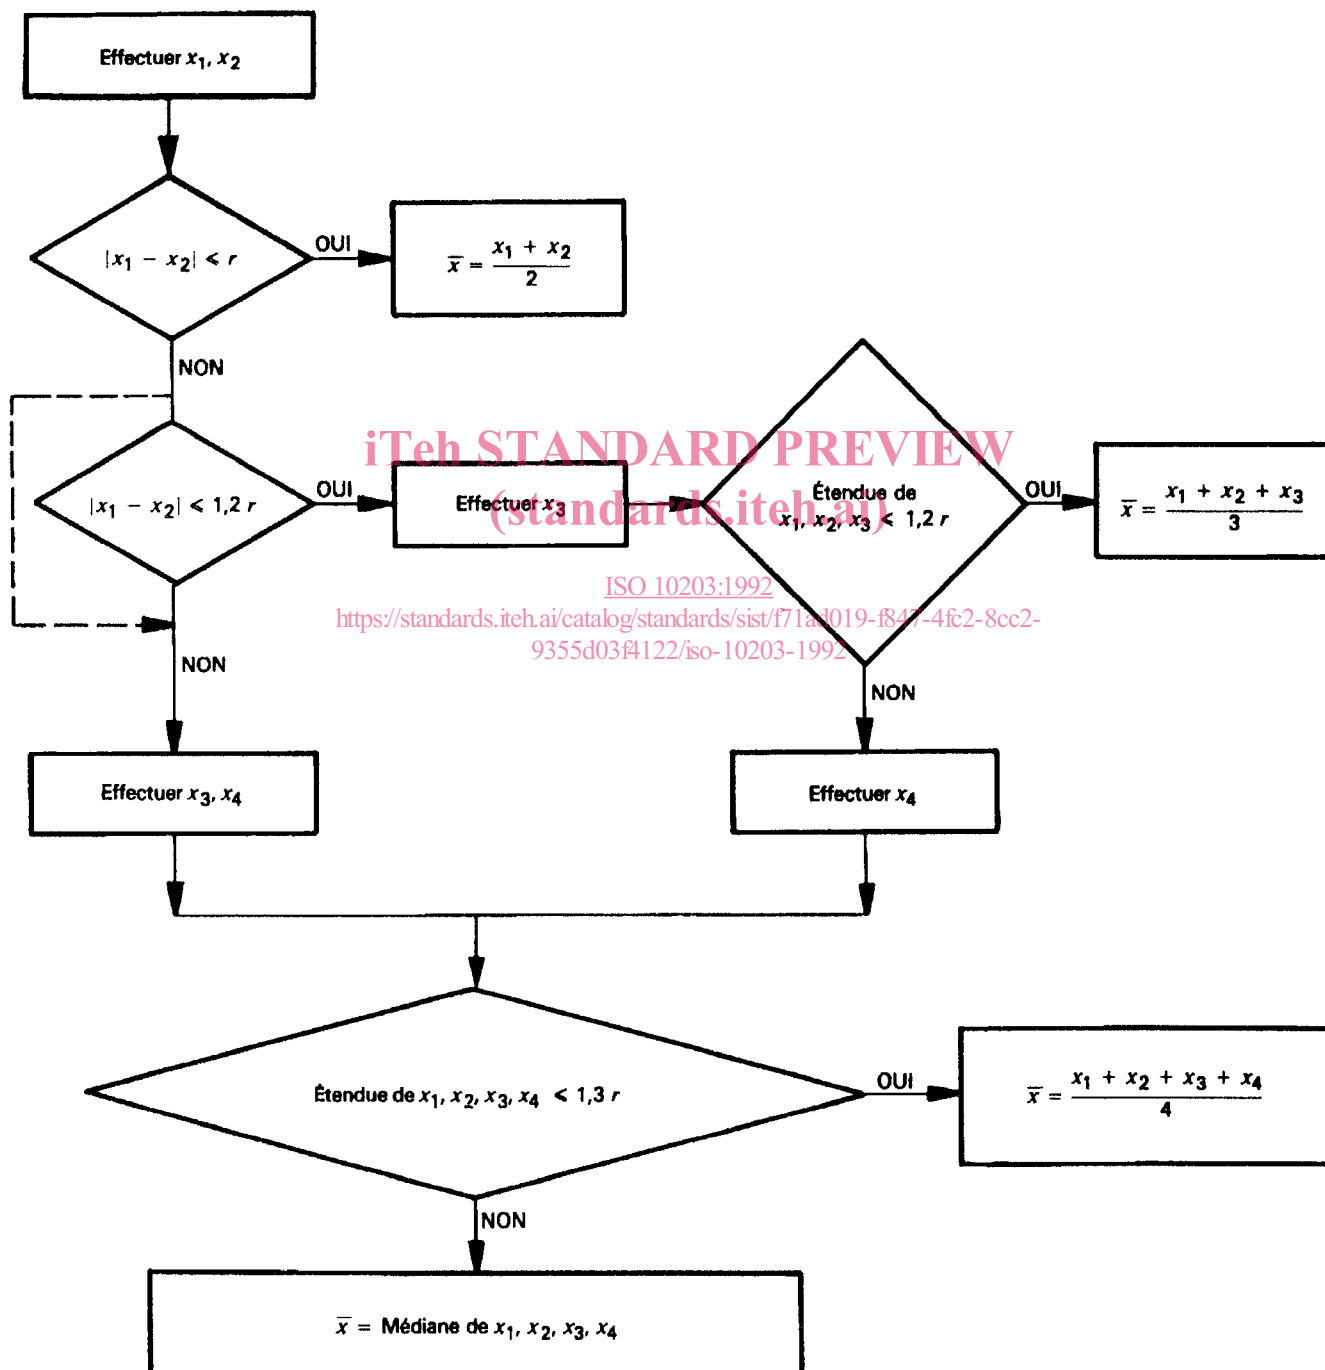 Effectuer x₁, x₂
|x₁ − x₂| ⩽ r
OUI
x̄ = (x₁ + x₂) / 2
NON
|x₁ − x₂| ⩽ 1,2 r
OUI
Effectuer x₃
Étendue de
x₁, x₂, x₃ ⩽ 1,2 r
OUI
x̄ = (x₁ + x₂ + x₃) / 3
iTeh STANDARD PREVIEW
(standards.iteh.ai)
ISO 10203:1992
https://standards.iteh.ai/catalog/standards/sist/f71ad019-f847-4fc2-8cc2-
9355d03f4122/iso-10203-1992
NON
NON
Effectuer x₃, x₄
Effectuer x₄
Étendue de x₁, x₂, x₃, x₄ ⩽ 1,3 r
OUI
x̄ = (x₁ + x₂ + x₃ + x₄) / 4
NON
x̄ = Médiane de x₁, x₂, x₃, x₄